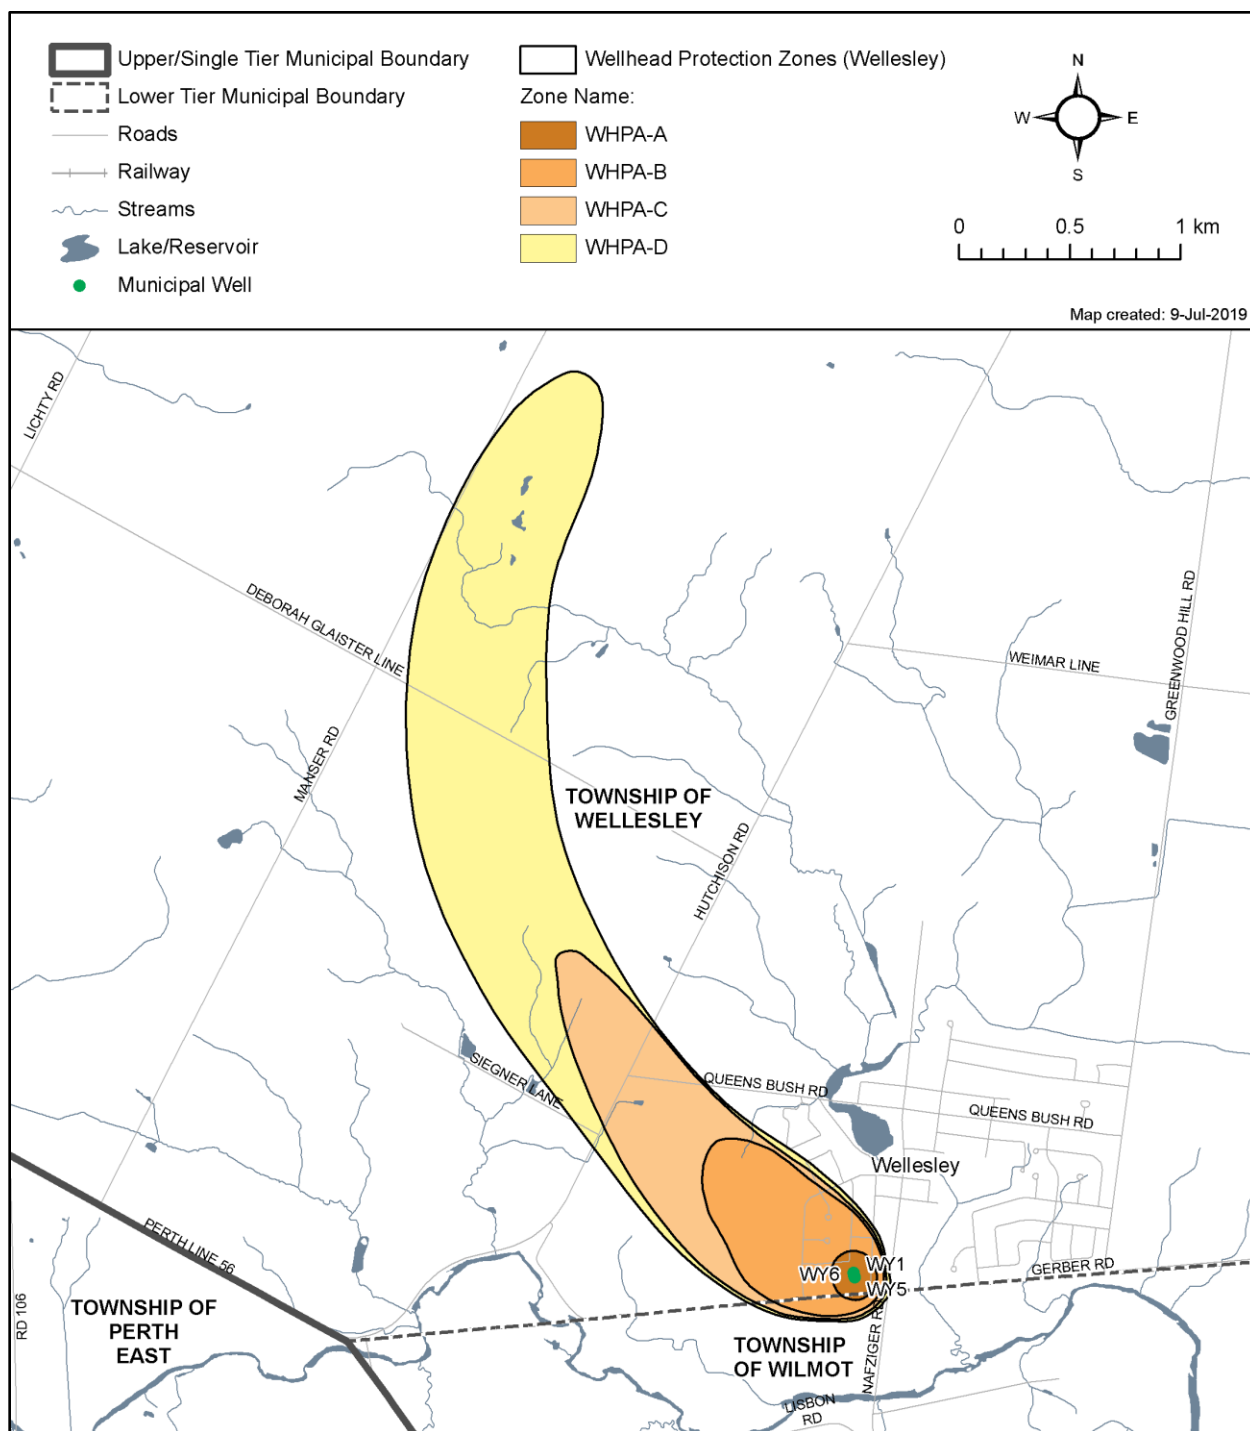 Upper/Single Tier Municipal Boundary
Lower Tier Municipal Boundary
Roads
Railway
Streams
Lake/Reservoir
Municipal Well
Wellhead Protection Zones (Wellesley)
Zone Name:
WHPA-A
WHPA-B
WHPA-C
WHPA-D
N
W
E
S
0
0.5
1 km
Map created: 9-Jul-2019
LICHTY RD
DEBORAH GLAISTER LINE
MANSER RD
GREENWOOD HILL RD
WEIMAR LINE
TOWNSHIP OF
WELLESLEY
HUTCHISON RD
SIEGNER LANE
QUEENS BUSH RD
QUEENS BUSH RD
Wellesley
PERTH LINE 56
WY6
WY1
WY5
GERBER RD
RD 106
TOWNSHIP OF
PERTH
EAST
TOWNSHIP
OF WILMOT
NAFZIGER RD
LISBON
RD